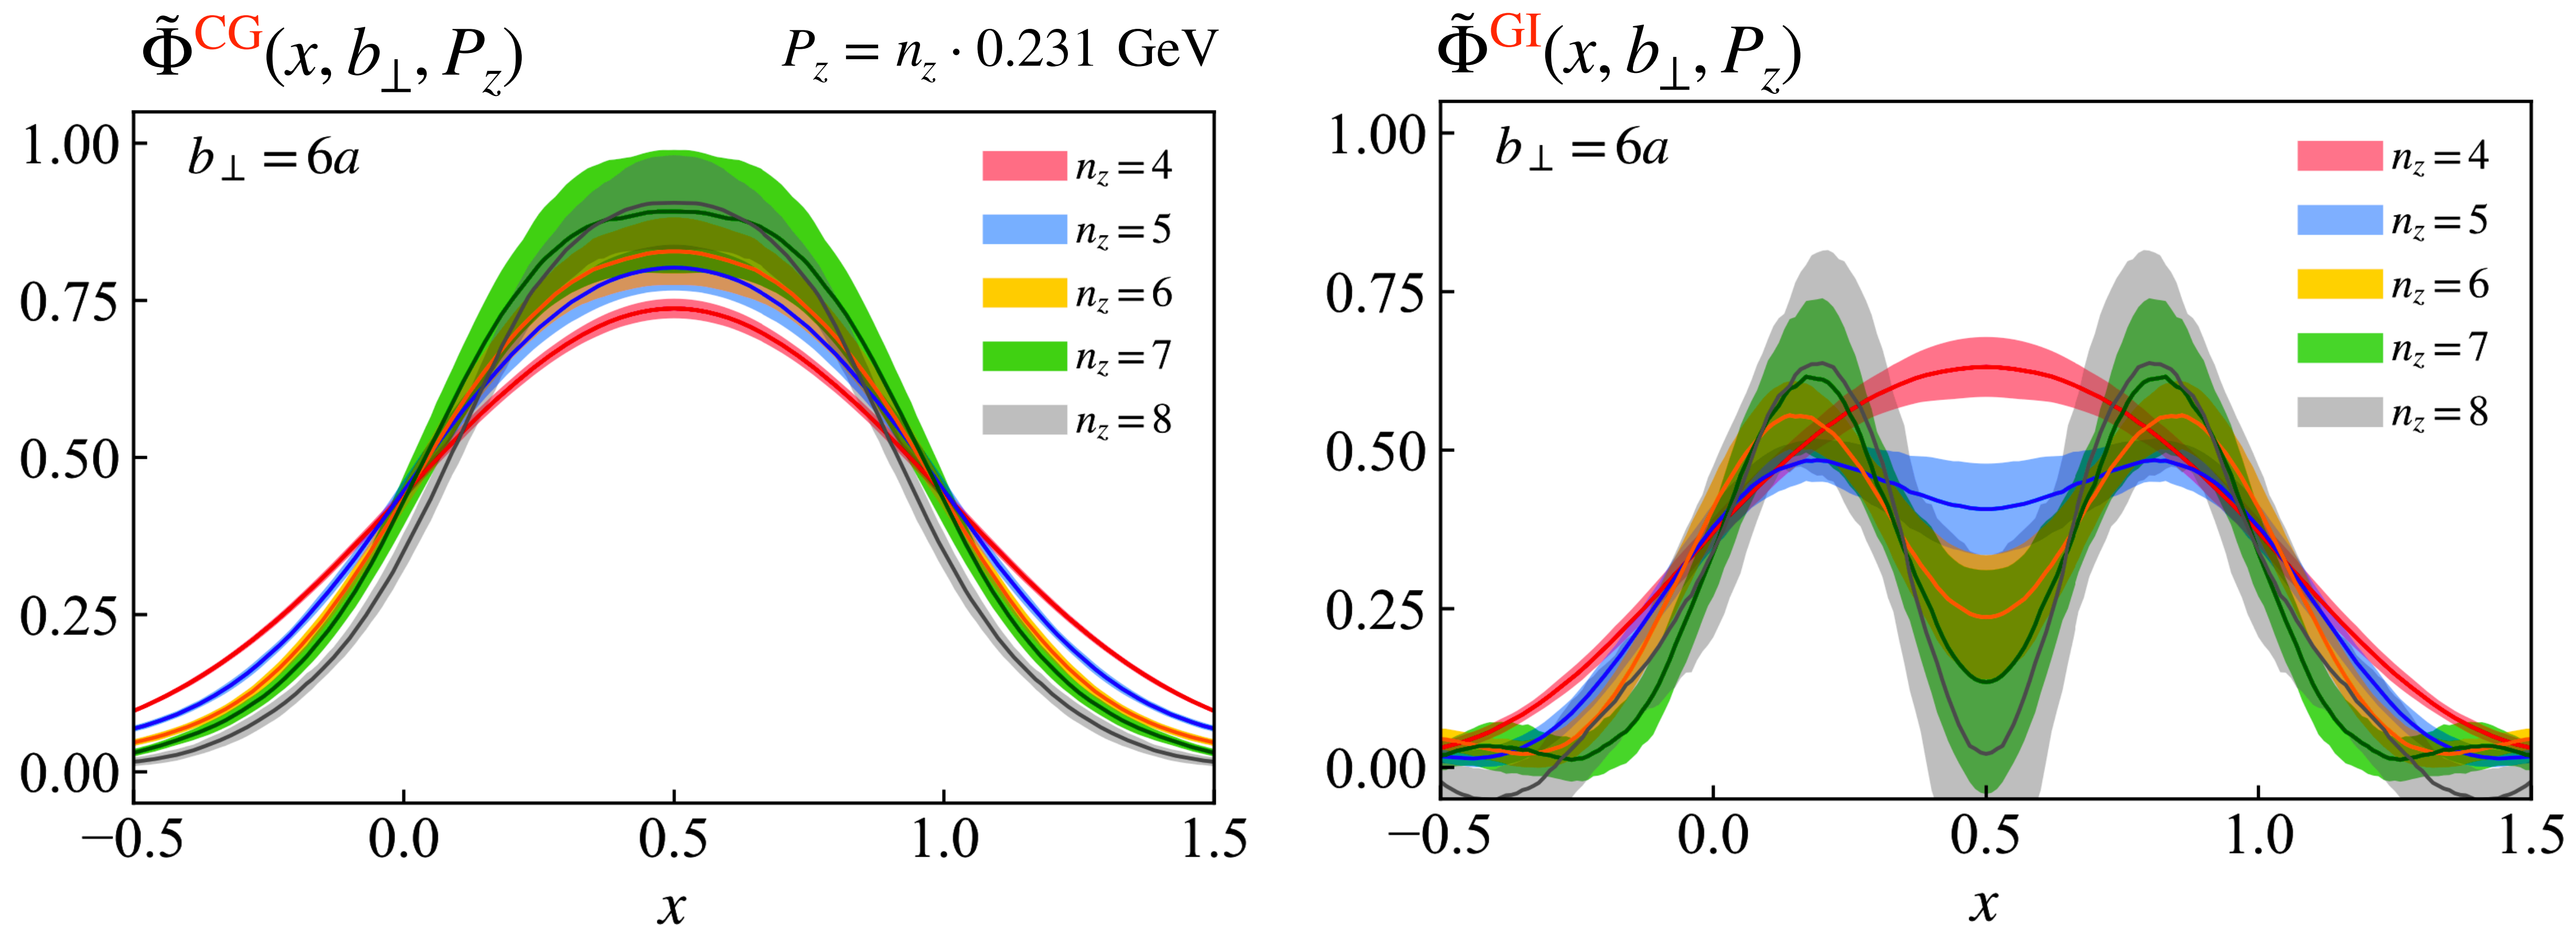 Φ̃^CG(x, b_⊥, P_z)
P_z = n_z · 0.231 GeV
b_⊥ = 6a
n_z = 4
n_z = 5
n_z = 6
n_z = 7
n_z = 8
1.00
0.75
0.50
0.25
0.00
−0.5
0.0
0.5
1.0
1.5
x
Φ̃^GI(x, b_⊥, P_z)
b_⊥ = 6a
n_z = 4
n_z = 5
n_z = 6
n_z = 7
n_z = 8
1.00
0.75
0.50
0.25
0.00
−0.5
0.0
0.5
1.0
1.5
x